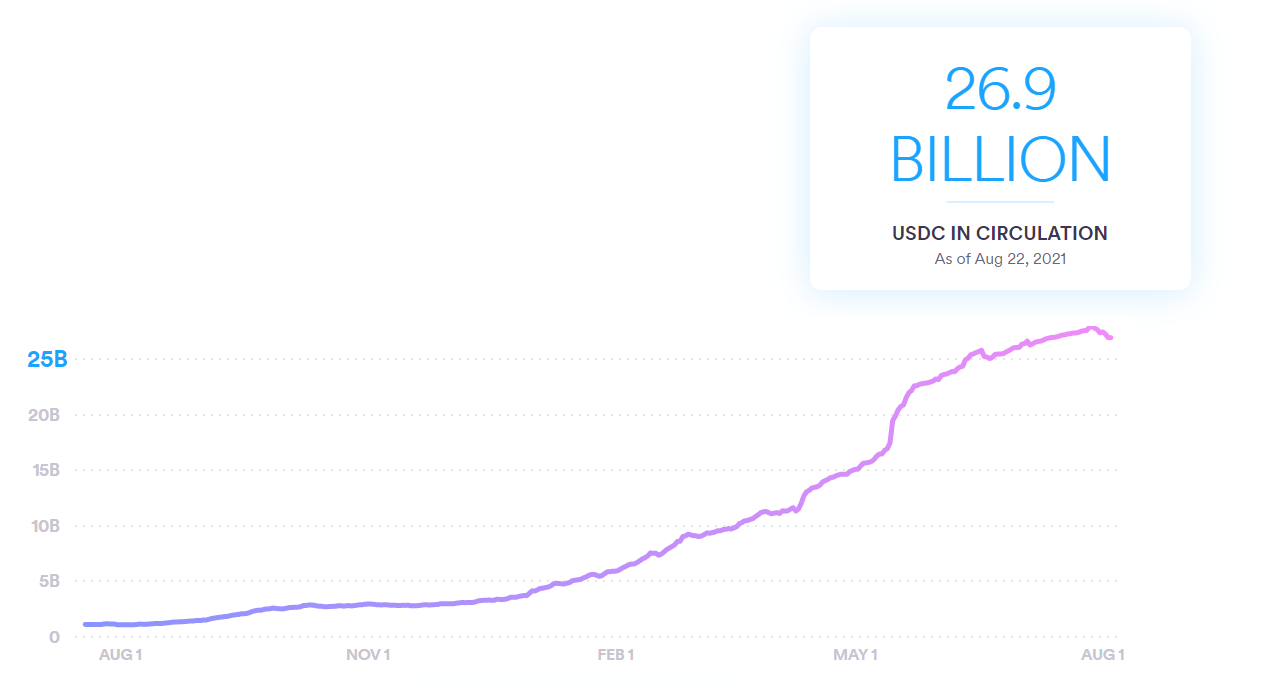 26.9
BILLION
USDC IN CIRCULATION
As of Aug 22, 2021
25B
20B
15B
10B
5B
0
AUG 1
NOV 1
FEB 1
MAY 1
AUG 1